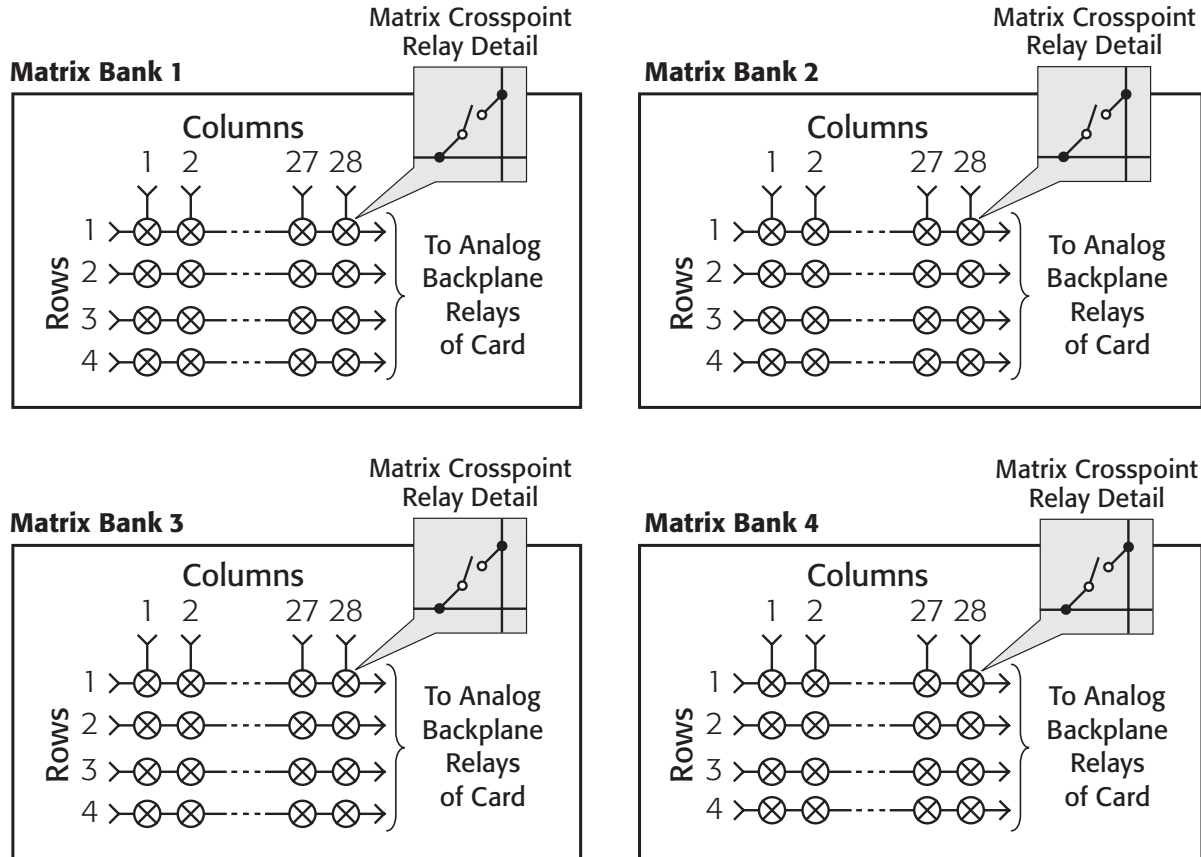 Matrix Crosspoint
Relay Detail
Matrix Bank 1
Columns
1 2 27 28
Rows
1
2
3
4
To Analog
Backplane
Relays
of Card
Matrix Crosspoint
Relay Detail
Matrix Bank 2
Columns
1 2 27 28
Rows
1
2
3
4
To Analog
Backplane
Relays
of Card
Matrix Crosspoint
Relay Detail
Matrix Bank 3
Columns
1 2 27 28
Rows
1
2
3
4
To Analog
Backplane
Relays
of Card
Matrix Crosspoint
Relay Detail
Matrix Bank 4
Columns
1 2 27 28
Rows
1
2
3
4
To Analog
Backplane
Relays
of Card